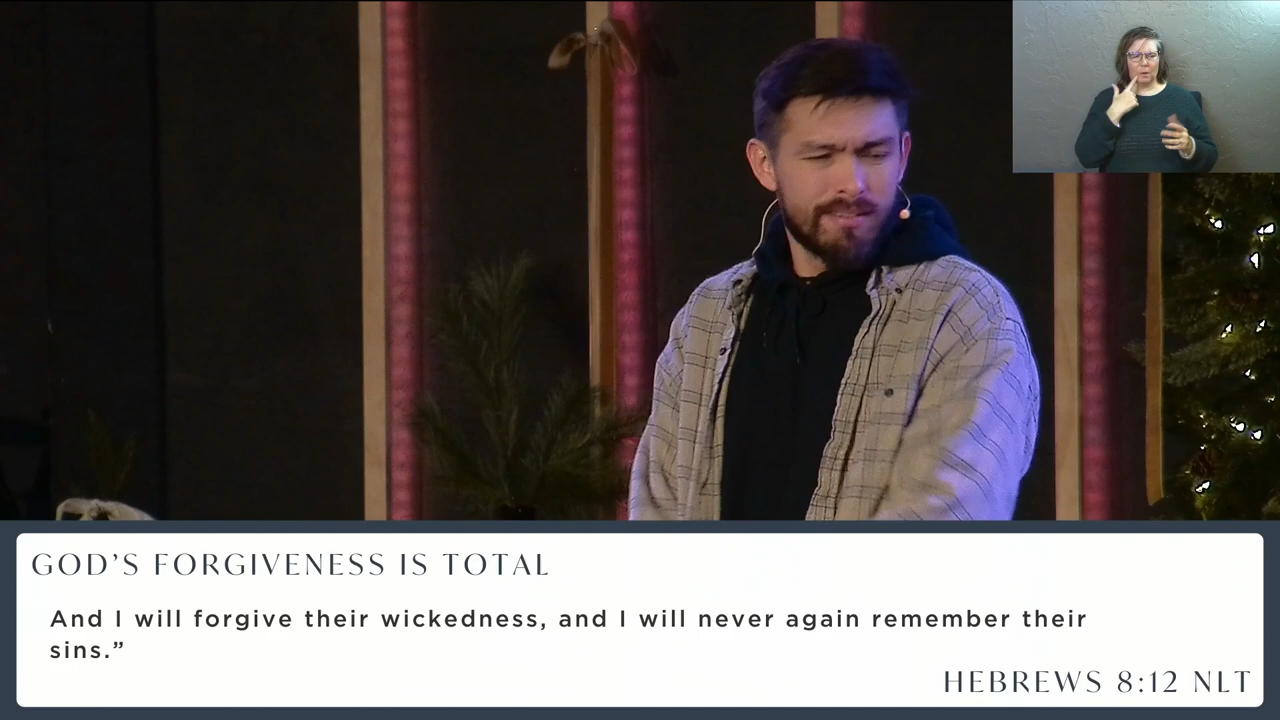 GOD’S FORGIVENESS IS TOTAL
And I will forgive their wickedness, and I will never again remember their
sins.”
HEBREWS 8:12 NLT